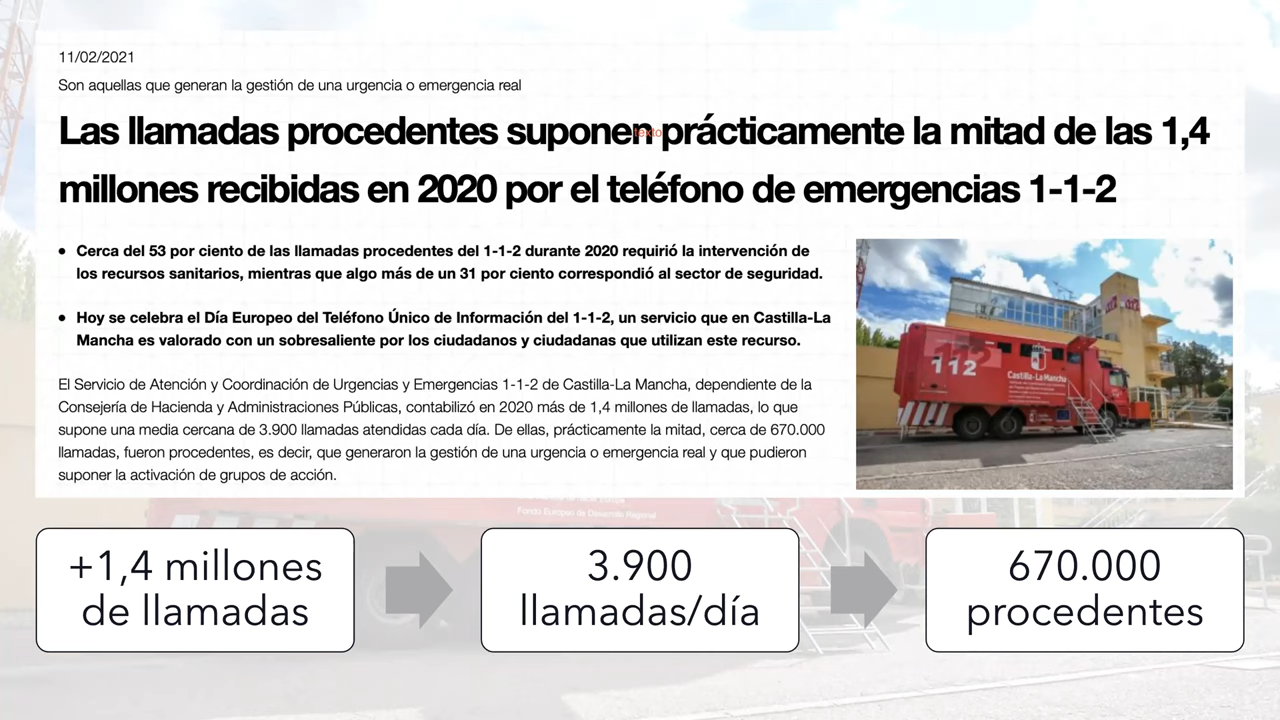 11/02/2021
Son aquellas que generan la gestión de una urgencia o emergencia real
Las llamadas procedentes suponen prácticamente la mitad de las 1,4
texto
millones recibidas en 2020 por el teléfono de emergencias 1-1-2
• Cerca del 53 por ciento de las llamadas procedentes del 1-1-2 durante 2020 requirió la intervención de
los recursos sanitarios, mientras que algo más de un 31 por ciento correspondió al sector de seguridad.
• Hoy se celebra el Día Europeo del Teléfono Único de Información del 1-1-2, un servicio que en Castilla-La
Mancha es valorado con un sobresaliente por los ciudadanos y ciudadanas que utilizan este recurso.
El Servicio de Atención y Coordinación de Urgencias y Emergencias 1-1-2 de Castilla-La Mancha, dependiente de la
Consejería de Hacienda y Administraciones Públicas, contabilizó en 2020 más de 1,4 millones de llamadas, lo que
supone una media cercana de 3.900 llamadas atendidas cada día. De ellas, prácticamente la mitad, cerca de 670.000
llamadas, fueron procedentes, es decir, que generaron la gestión de una urgencia o emergencia real y que pudieron
suponer la activación de grupos de acción.
112
112
112
Castilla-La Mancha
Fondo Europeo de Desarrollo Regional
+1,4 millones
de llamadas
3.900
llamadas/día
670.000
procedentes